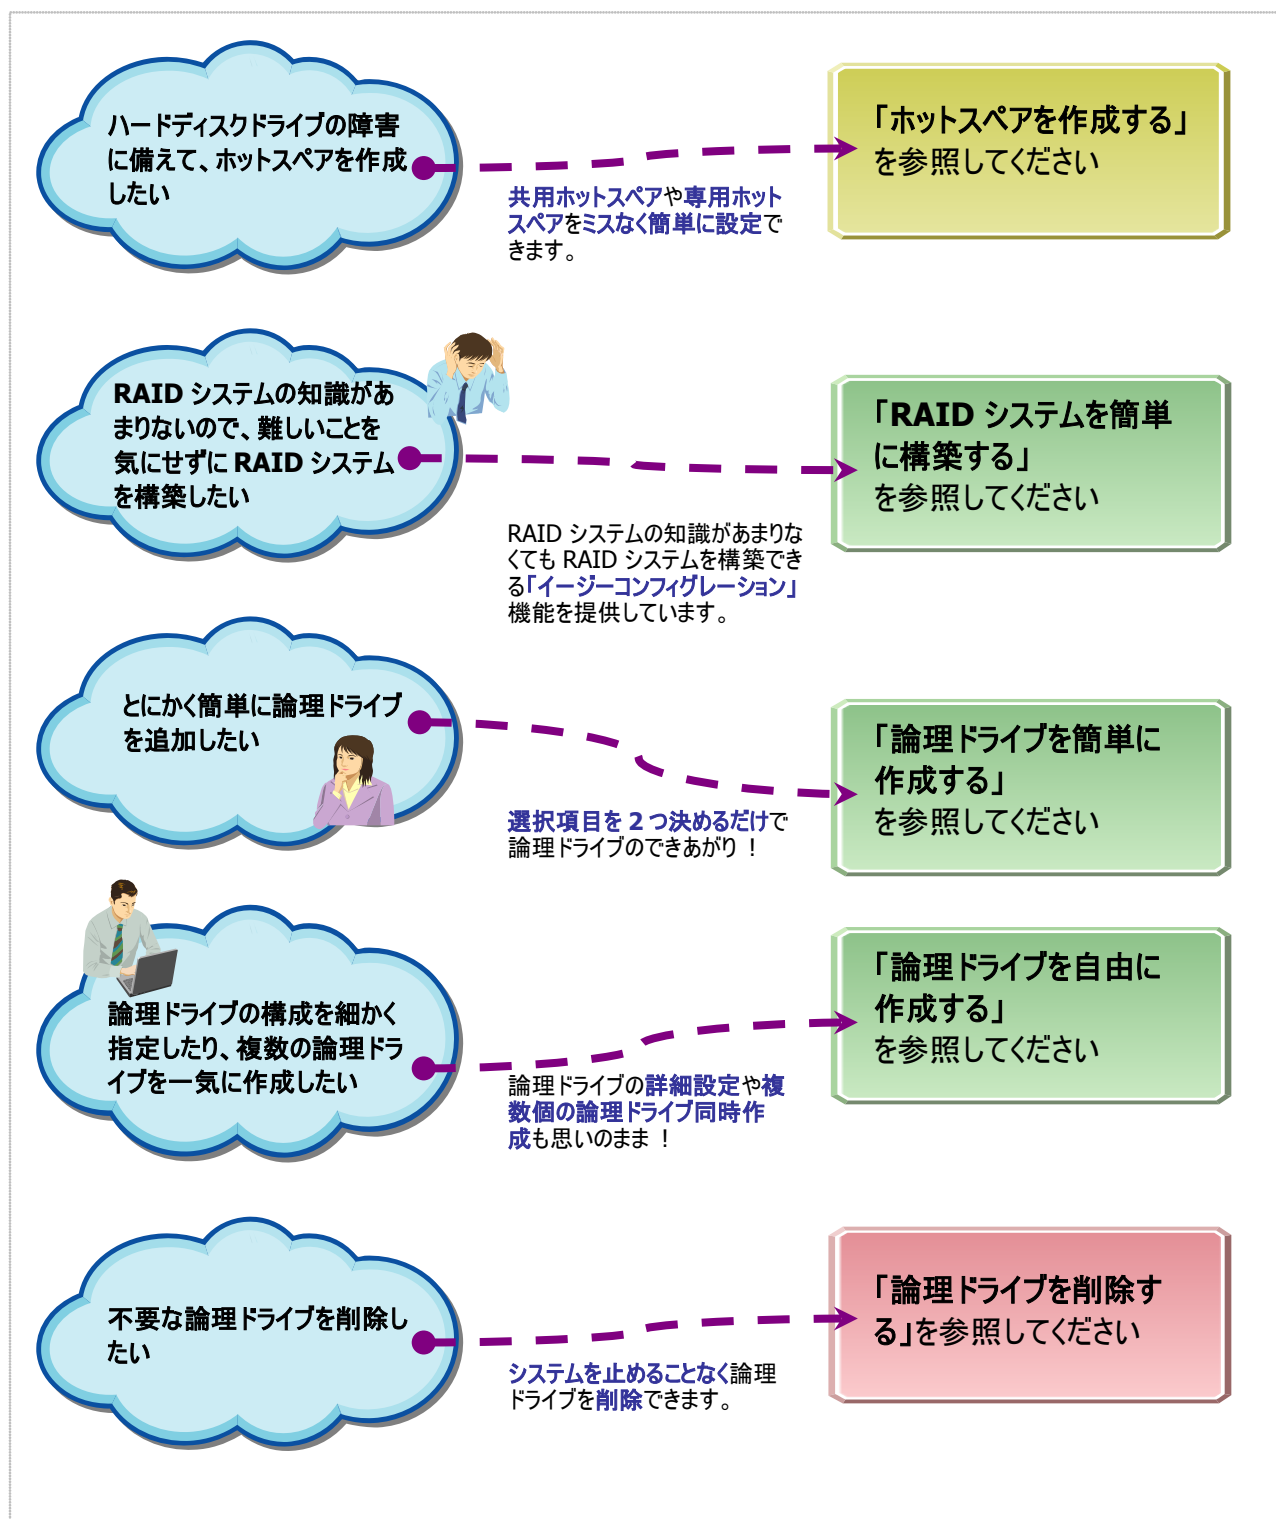 ハードディスクドライブの障害
に備えて、ホットスペアを作成
したい
「ホットスペアを作成する」
を参照してください
共用ホットスペアや専用ホット
スペアをミスなく簡単に設定で
きます。
RAID システムの知識があ
まりないので、難しいことを
気にせずに RAID システム
を構築したい
「RAID システムを簡単
に構築する」
を参照してください
RAID システムの知識があまりな
くても RAID システムを構築でき
る「イージーコンフィグレーション」
機能を提供しています。
とにかく簡単に論理ドライブ
を追加したい
「論理ドライブを簡単に
作成する」
を参照してください
選択項目を 2 つ決めるだけで
論理ドライブのできあがり！
論理ドライブの構成を細かく
指定したり、複数の論理ドラ
イブを一気に作成したい
「論理ドライブを自由に
作成する」
を参照してください
論理ドライブの詳細設定や複
数個の論理ドライブ同時作
成も思いのまま！
不要な論理ドライブを削除し
たい
「論理ドライブを削除す
る」を参照してください
システムを止めることなく論理
ドライブを削除できます。